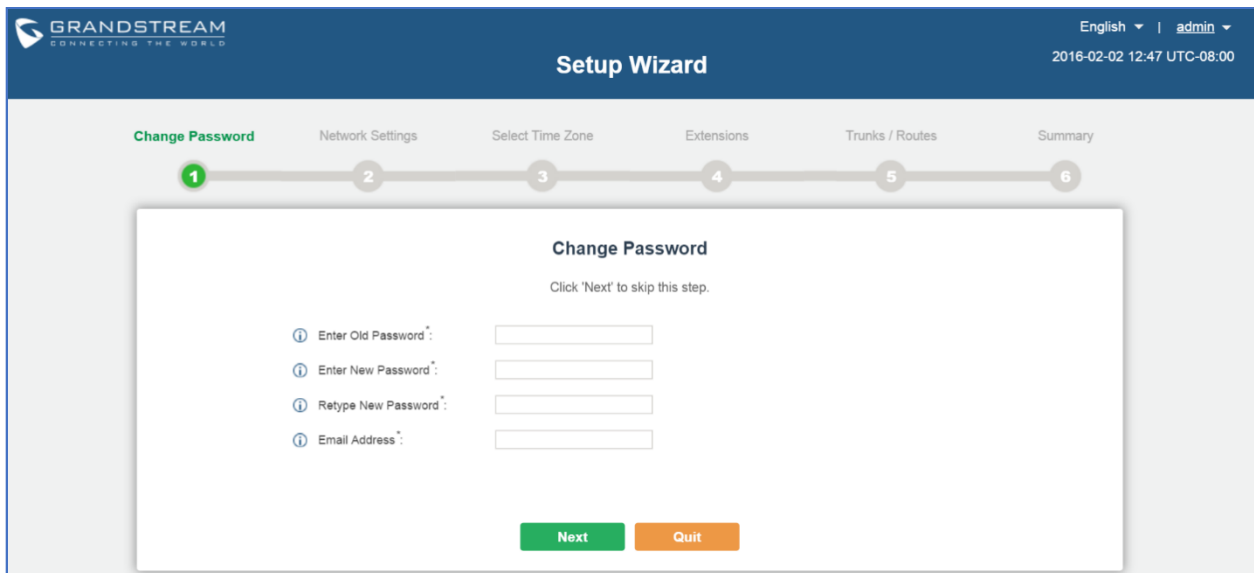 GRANDSTREAM
CONNECTING THE WORLD
English | admin
2016-02-02 12:47 UTC-08:00
Setup Wizard
Change Password Network Settings Select Time Zone Extensions Trunks / Routes Summary
1 2 3 4 5 6
Change Password
Click 'Next' to skip this step.
Enter Old Password*:
Enter New Password*:
Retype New Password*:
Email Address*:
Next Quit